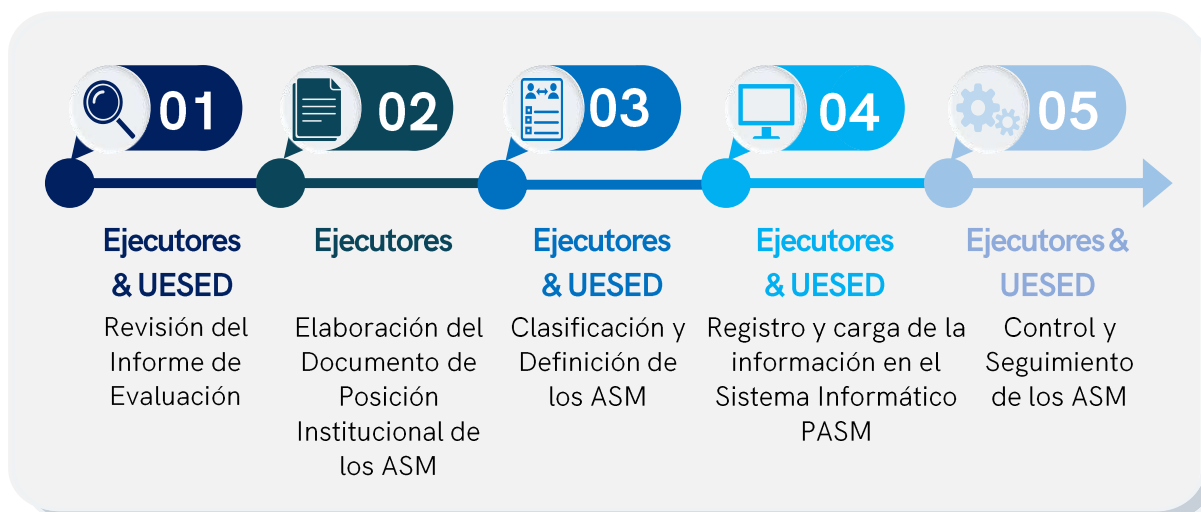 01
Ejecutores
& UESED
Revisión del
Informe de
Evaluación
02
Ejecutores
Elaboración del
Documento de
Posición
Institucional de
los ASM
03
Ejecutores
& UESED
Clasificación y
Definición de
los ASM
04
Ejecutores
& UESED
Registro y carga de la
información en el
Sistema Informático
PASM
05
Ejecutores &
UESED
Control y
Seguimiento
de los ASM